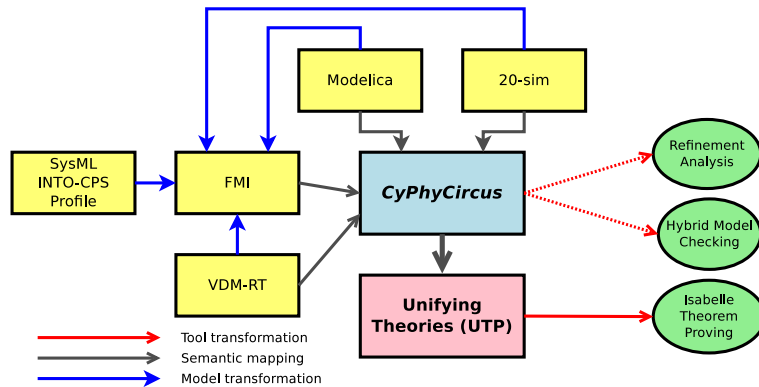 Modelica
20-sim
SysML
INTO-CPS
Profile
FMI
CyPhyCircus
Refinement
Analysis
Hybrid Model
Checking
VDM-RT
Unifying
Theories (UTP)
Isabelle
Theorem
Proving
Tool transformation
Semantic mapping
Model transformation